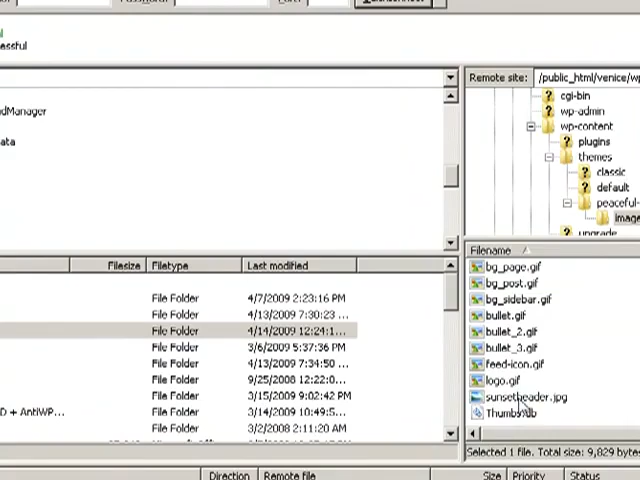 essful
Remote site: /public_html/venice/wp
cgi-bin
wp-admin
wp-content
plugins
themes
classic
default
peaceful-
image
upgrade
dManager
ata
Filesize Filetype Last modified
File Folder 4/7/2009 2:23:16 PM
File Folder 4/13/2009 7:30:23 ...
File Folder 4/14/2009 12:24:1...
File Folder 3/6/2009 5:37:36 PM
File Folder 4/13/2009 7:34:50 ...
File Folder 9/25/2008 12:22:0...
File Folder 3/15/2009 9:02:42 PM
D + AntiWP... File Folder 3/14/2009 10:49:5...
File Folder 3/2/2008 2:11:20 AM
Filename
bg_page.gif
bg_post.gif
bg_sidebar.gif
bullet.gif
bullet_2.gif
bullet_3.gif
feed-icon.gif
logo.gif
sunsetheader.jpg
Thumbs.db
Selected 1 file. Total size: 9,829 bytes
Direction Remote file Size Priority Status